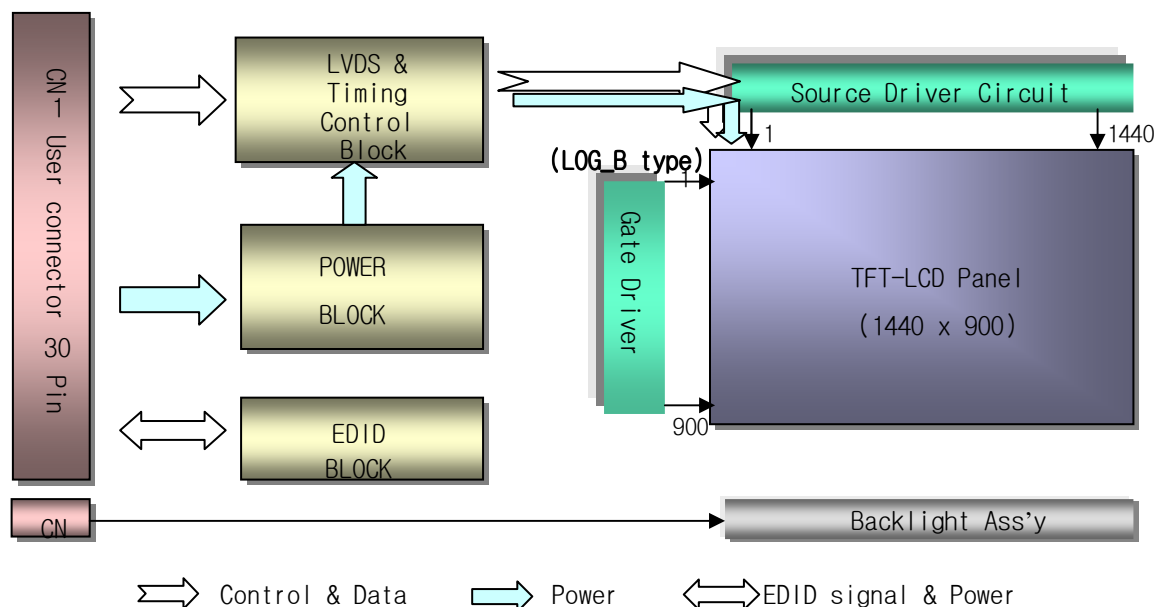 CN-1 User connector 30 Pin
LVDS &
Timing
Control
Block
Source Driver Circuit
1
1440
(LOG_B type)
1
Gate Driver
900
TFT-LCD Panel
(1440 x 900)
POWER
BLOCK
EDID
BLOCK
CN
Backlight Ass'y
Control & Data
Power
EDID signal & Power